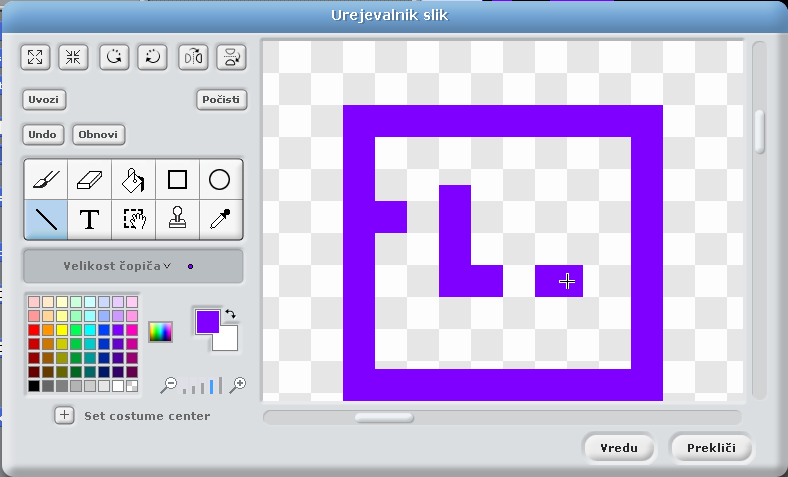 Urejevalnik slik
Uvozi
Počisti
Undo
Obnovi
T
Velikost čopiča
Set costume center
Vredu
Prekliči